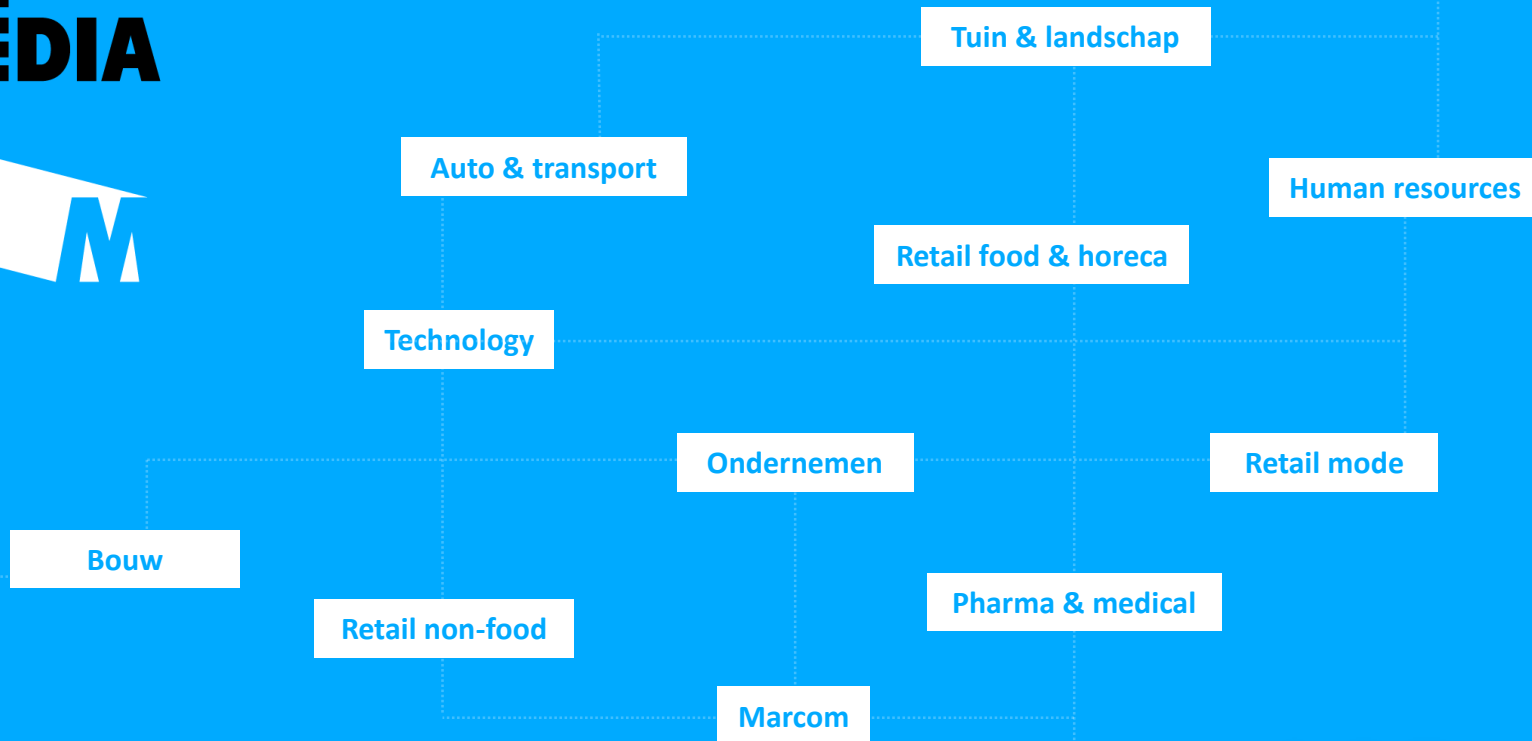 EDIA
Tuin & landschap
Auto & transport
Human resources
M
Retail food & horeca
Technology
Ondernemen
Retail mode
Bouw
Pharma & medical
Retail non-food
Marcom